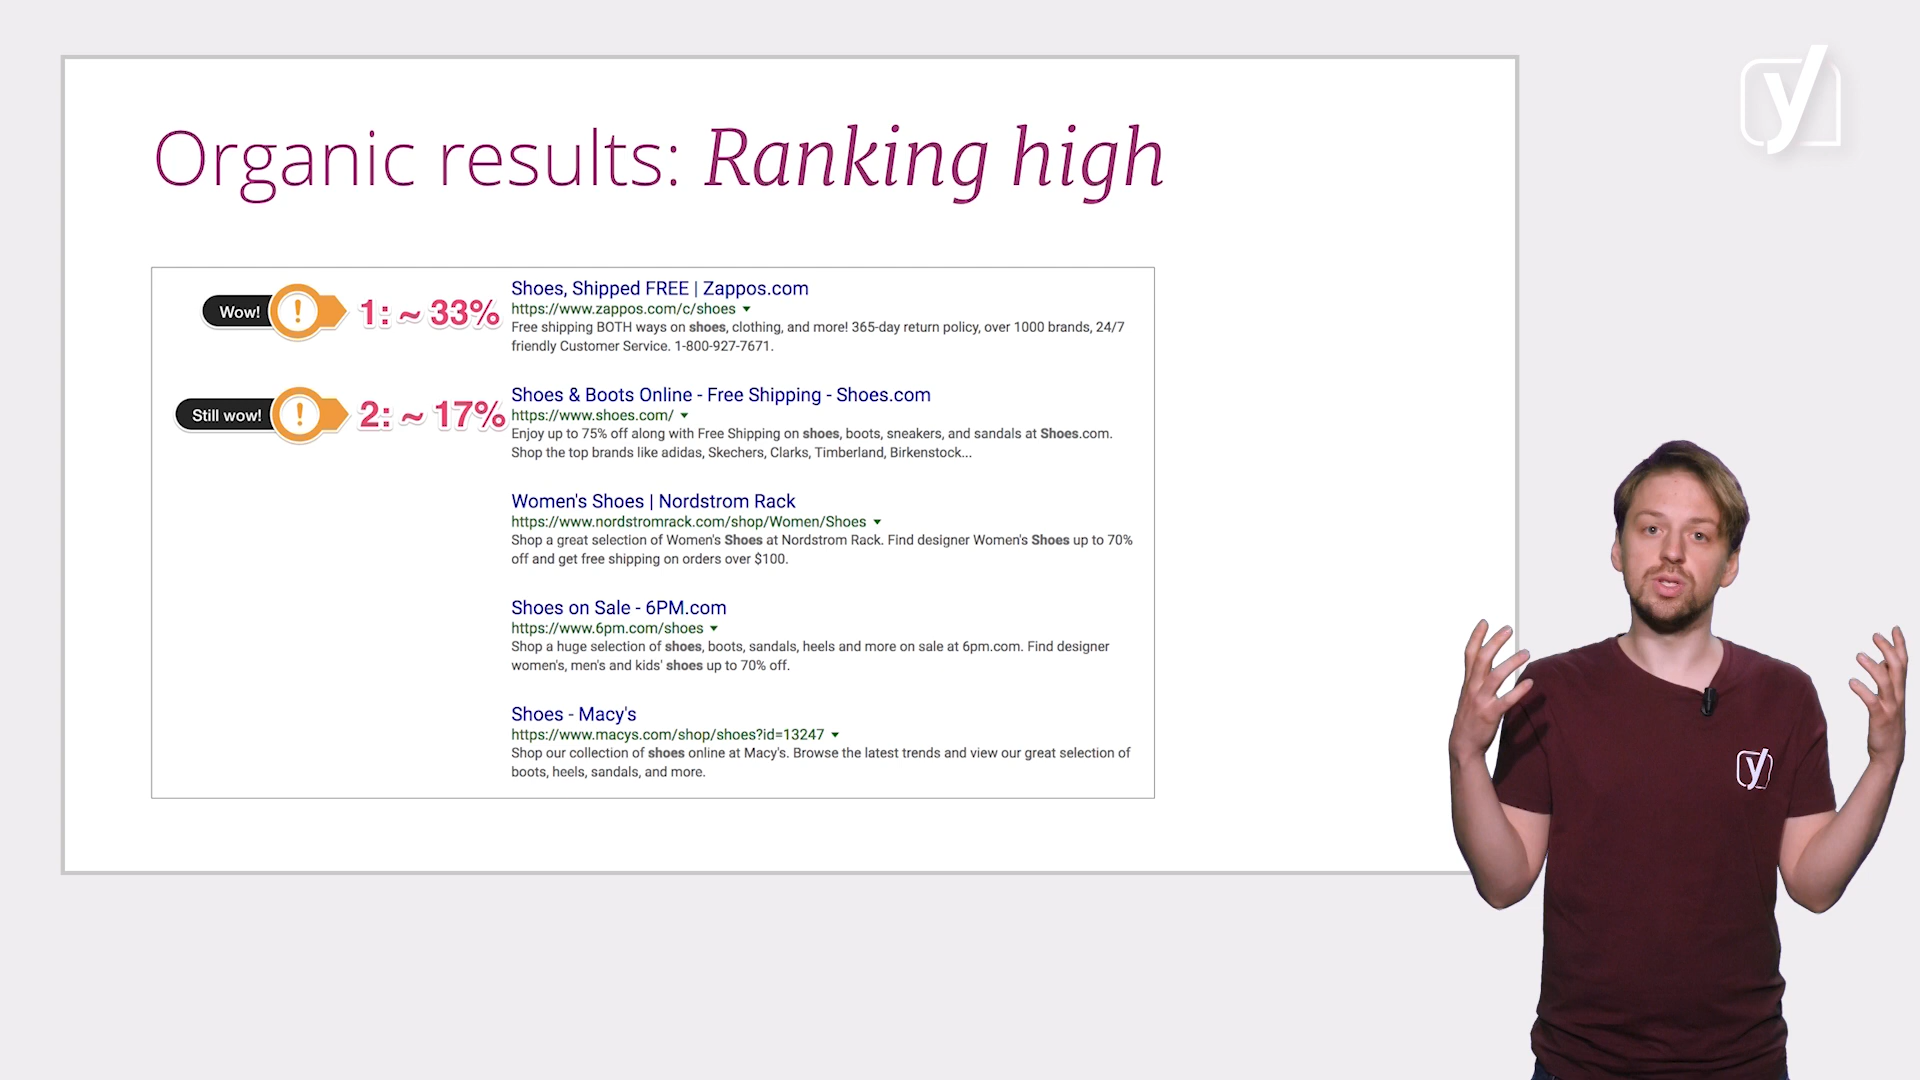 Organic results: Ranking high
Wow!
!
1: ~ 33%
Shoes, Shipped FREE | Zappos.com
https://www.zappos.com/c/shoes
Free shipping BOTH ways on shoes, clothing, and more! 365-day return policy, over 1000 brands, 24/7
friendly Customer Service. 1-800-927-7671.
Still wow!
!
2: ~ 17%
Shoes & Boots Online - Free Shipping - Shoes.com
https://www.shoes.com/
Enjoy up to 75% off along with Free Shipping on shoes, boots, sneakers, and sandals at Shoes.com.
Shop the top brands like adidas, Skechers, Clarks, Timberland, Birkenstock...
Women's Shoes | Nordstrom Rack
https://www.nordstromrack.com/shop/Women/Shoes
Shop a great selection of Women's Shoes at Nordstrom Rack. Find designer Women's Shoes up to 70%
off and get free shipping on orders over $100.
Shoes on Sale - 6PM.com
https://www.6pm.com/shoes
Shop a huge selection of shoes, boots, sandals, heels and more on sale at 6pm.com. Find designer
women's, men's and kids' shoes up to 70% off.
Shoes - Macy's
https://www.macys.com/shop/shoes?id=13247
Shop our collection of shoes online at Macy's. Browse the latest trends and view our great selection of
boots, heels, sandals, and more.
y
y